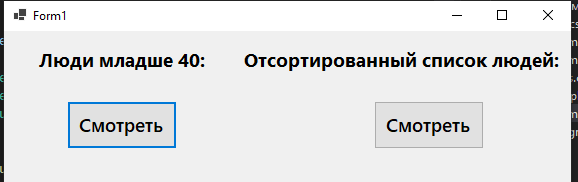 Form1
Люди младше 40: Отсортированный список людей:
Смотреть Смотреть